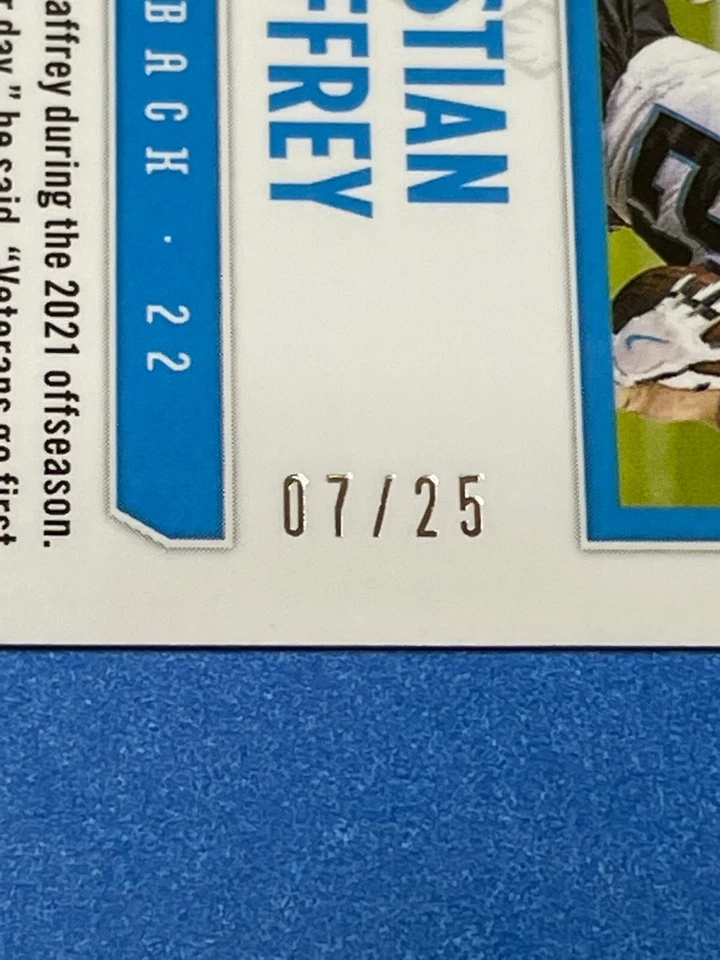 STIAN
FFREY
BACK · 22
affrey during the 2021 offseason.
r day," he said. "Veterans go first
07/25